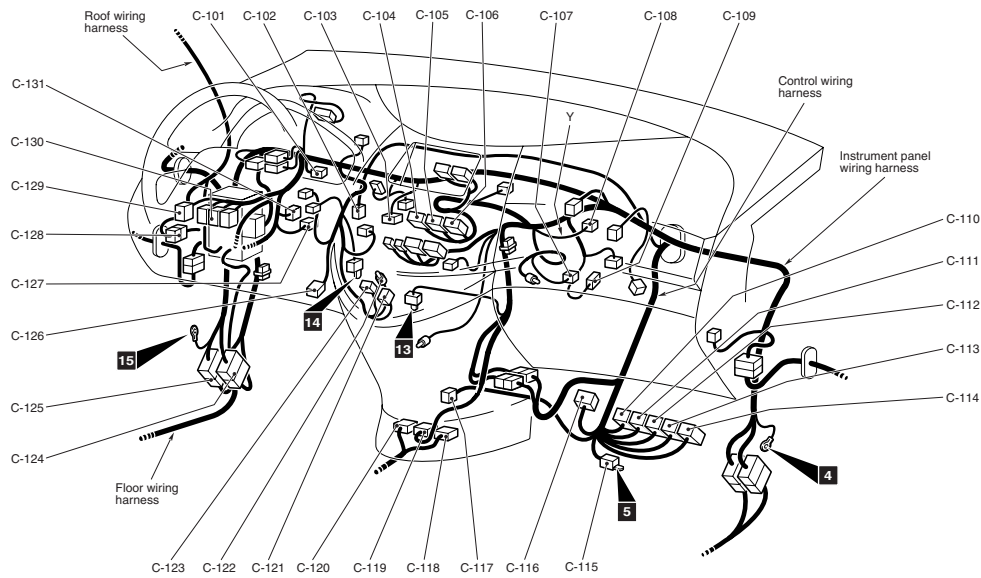 Roof wiring
harness
C-101
C-102
C-103
C-104
C-105
C-106
C-107
C-108
C-109
C-131
C-130
C-129
C-128
C-127
C-126
C-125
C-124
Y
Control wiring
harness
Instrument panel
wiring harness
C-110
C-111
C-112
C-113
C-114
14
13
15
5
4
Floor wiring
harness
C-123
C-122
C-121
C-120
C-119
C-118
C-117
C-116
C-115